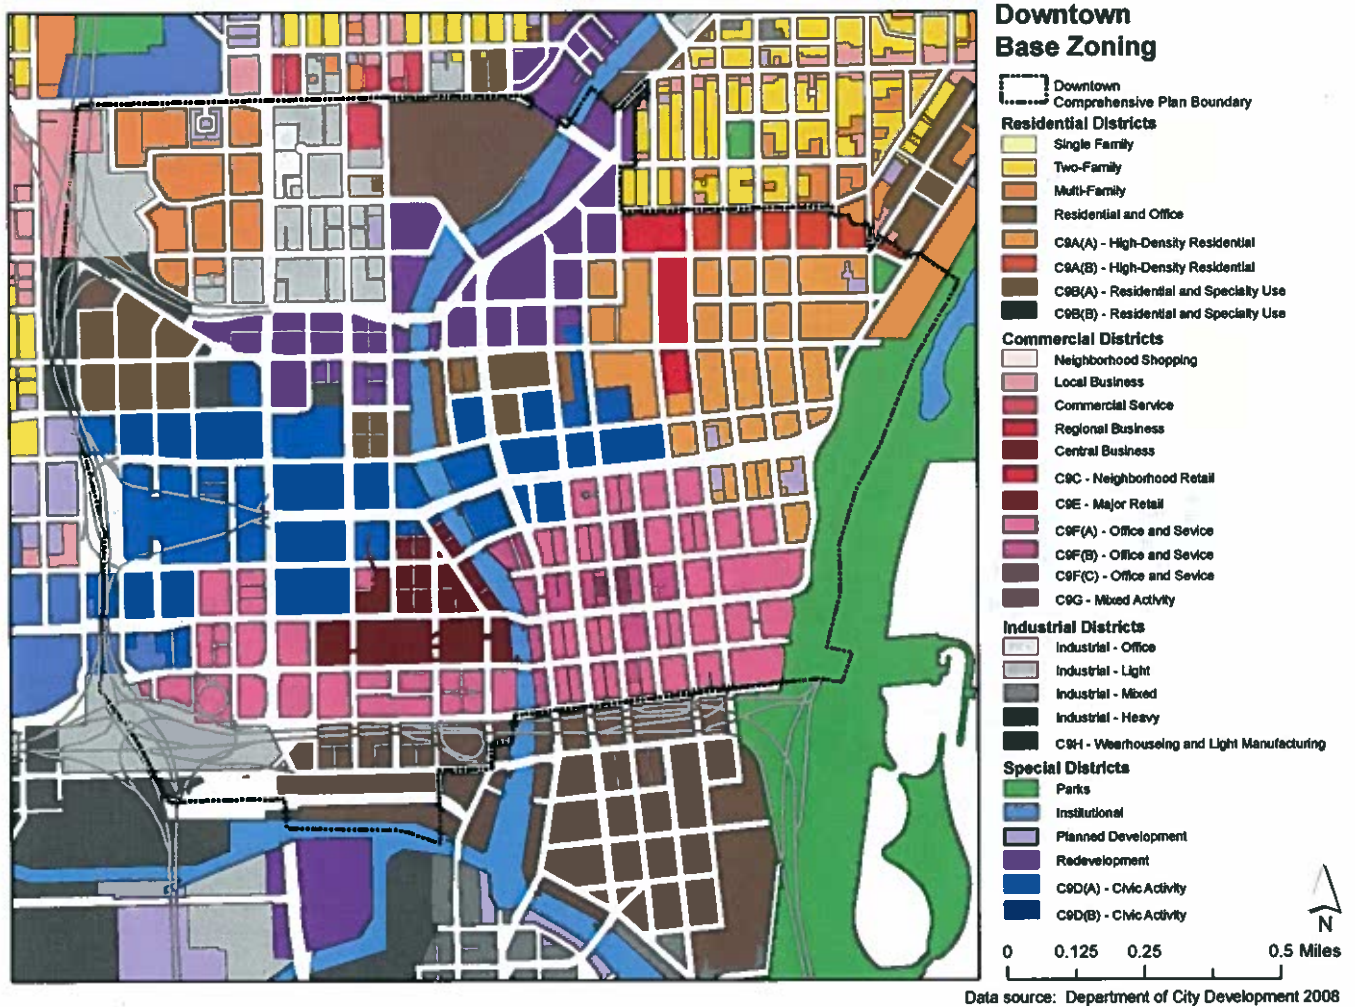 Downtown
Base Zoning
Downtown
Comprehensive Plan Boundary
Residential Districts
Single Family
Two-Family
Multi-Family
Residential and Office
C9A(A) - High-Density Residential
C9A(B) - High-Density Residential
C9B(A) - Residential and Specialty Use
C9B(B) - Residential and Specialty Use
Commercial Districts
Neighborhood Shopping
Local Business
Commercial Service
Regional Business
Central Business
C9C - Neighborhood Retail
C9E - Major Retail
C9F(A) - Office and Sevice
C9F(B) - Office and Sevice
C9F(C) - Office and Sevice
C9G - Mixed Activity
Industrial Districts
Industrial - Office
Industrial - Light
Industrial - Mixed
Industrial - Heavy
C9H - Wearhouseing and Light Manufacturing
Special Districts
Parks
Institutional
Planned Development
Redevelopment
C9D(A) - Civic Activity
C9D(B) - Civic Activity
N
0 0.125 0.25 0.5 Miles
Data source: Department of City Development 2008